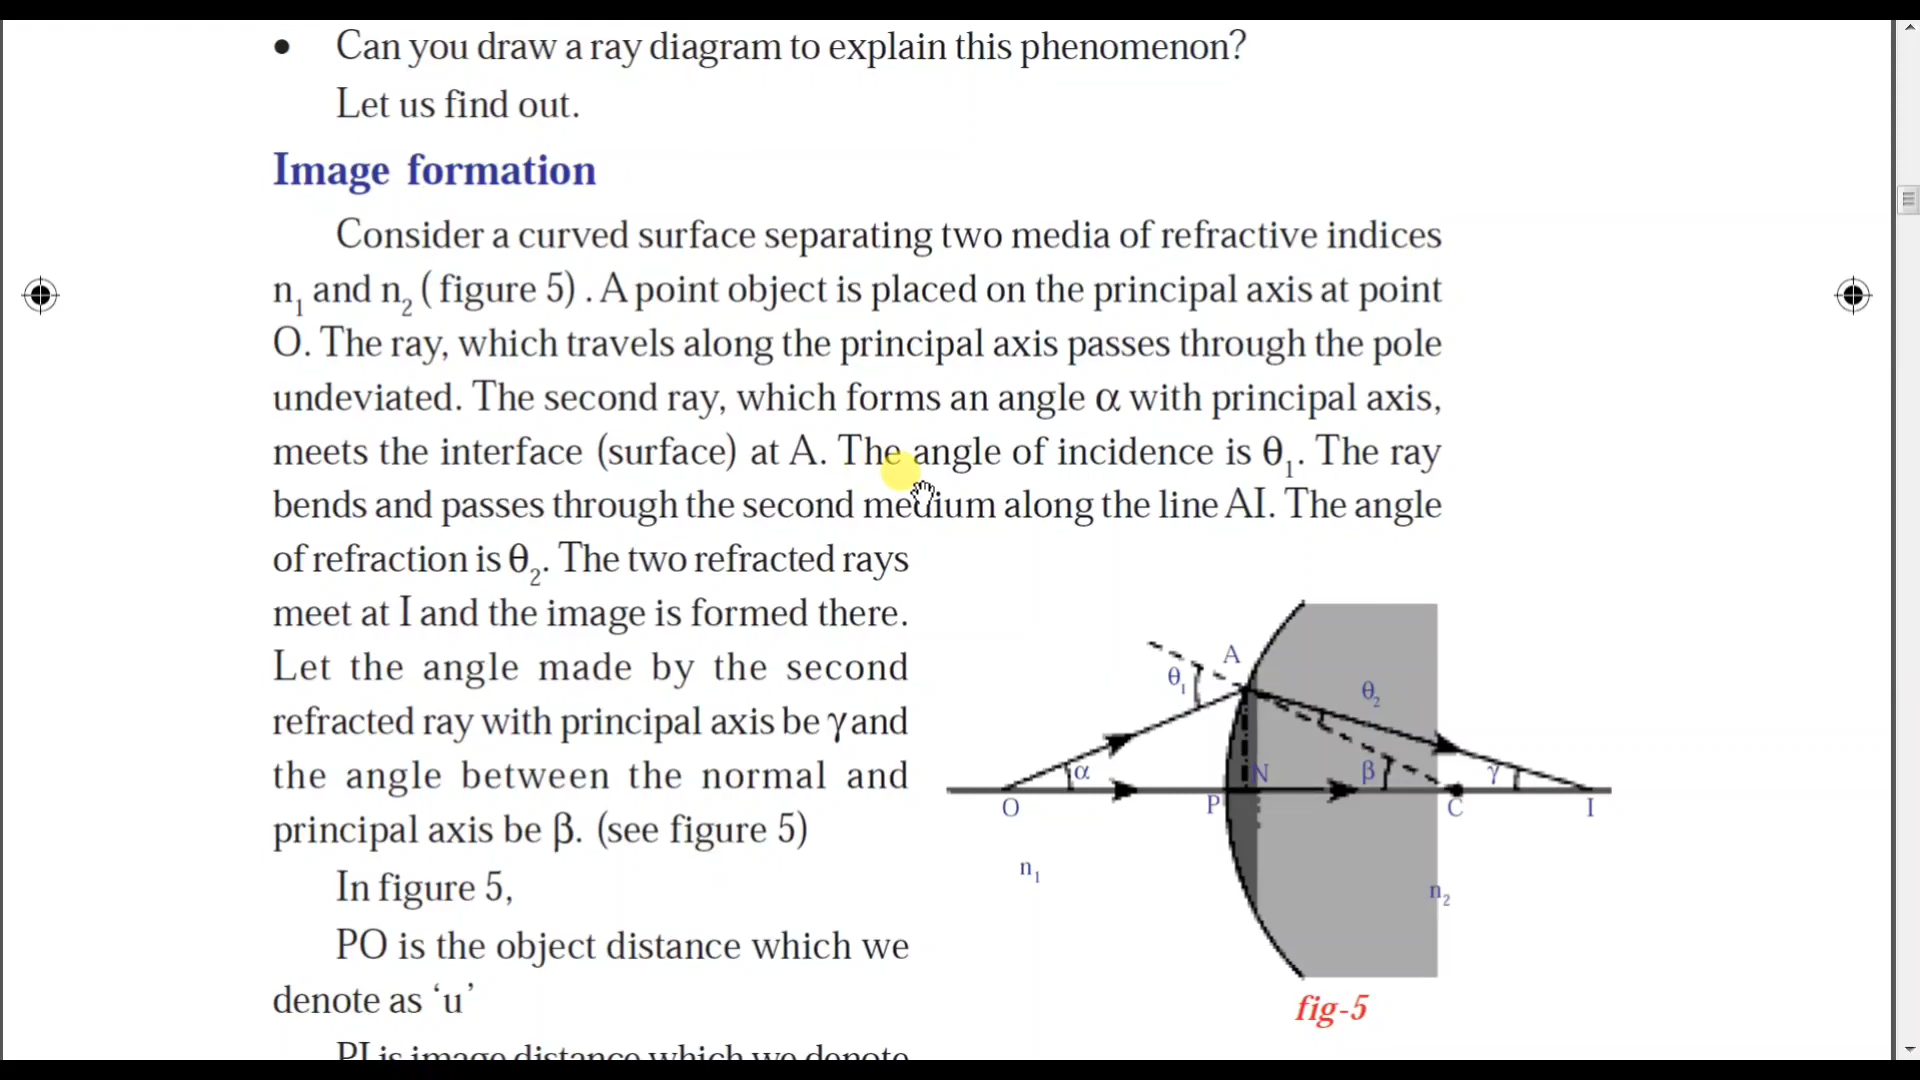 • Can you draw a ray diagram to explain this phenomenon?
Let us find out.
Image formation
Consider a curved surface separating two media of refractive indices
n₁ and n₂ ( figure 5) . A point object is placed on the principal axis at point
O. The ray, which travels along the principal axis passes through the pole
undeviated. The second ray, which forms an angle α with principal axis,
meets the interface (surface) at A. The angle of incidence is θ₁. The ray
bends and passes through the second medium along the line AI. The angle
of refraction is θ₂. The two refracted rays
meet at I and the image is formed there.
Let the angle made by the second
refracted ray with principal axis be γ and
the angle between the normal and
principal axis be β. (see figure 5)
In figure 5,
PO is the object distance which we
denote as ‘u’
PI is image distance which we denote
A
θ₁
θ₂
α
N
β
γ
O
P
C
I
n₁
n₂
fig-5